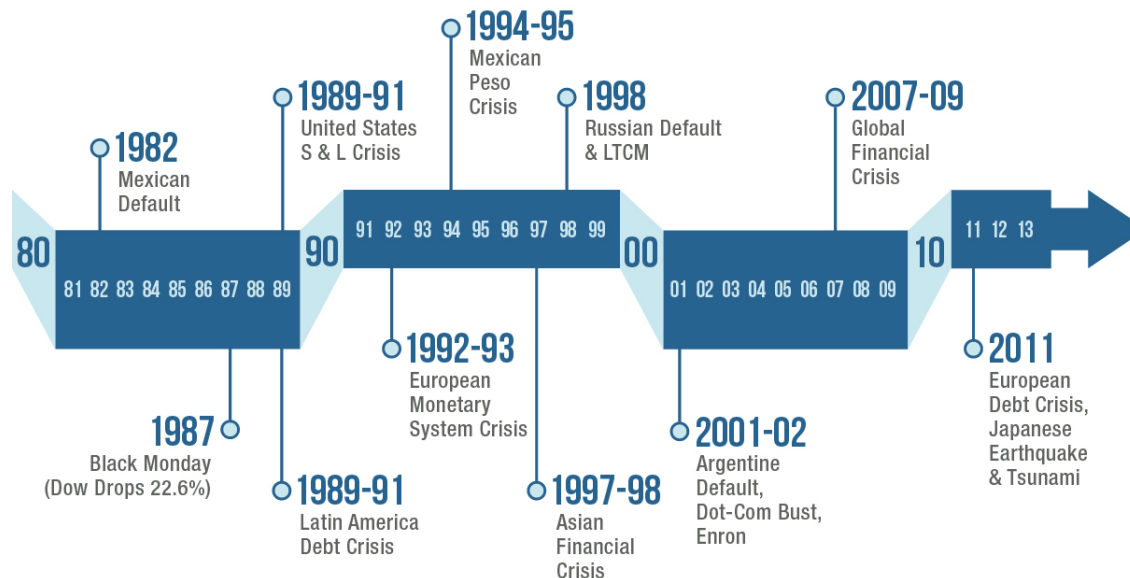 1982
Mexican
Default
1989-91
United States
S & L Crisis
1994-95
Mexican
Peso
Crisis
1998
Russian Default
& LTCM
2007-09
Global
Financial
Crisis
80
81 82 83 84 85 86 87 88 89
90
91 92 93 94 95 96 97 98 99
00
01 02 03 04 05 06 07 08 09
10
11 12 13
1987
Black Monday
(Dow Drops 22.6%)
1989-91
Latin America
Debt Crisis
1992-93
European
Monetary
System Crisis
1997-98
Asian
Financial
Crisis
2001-02
Argentine
Default,
Dot-Com Bust,
Enron
2011
European
Debt Crisis,
Japanese
Earthquake
& Tsunami